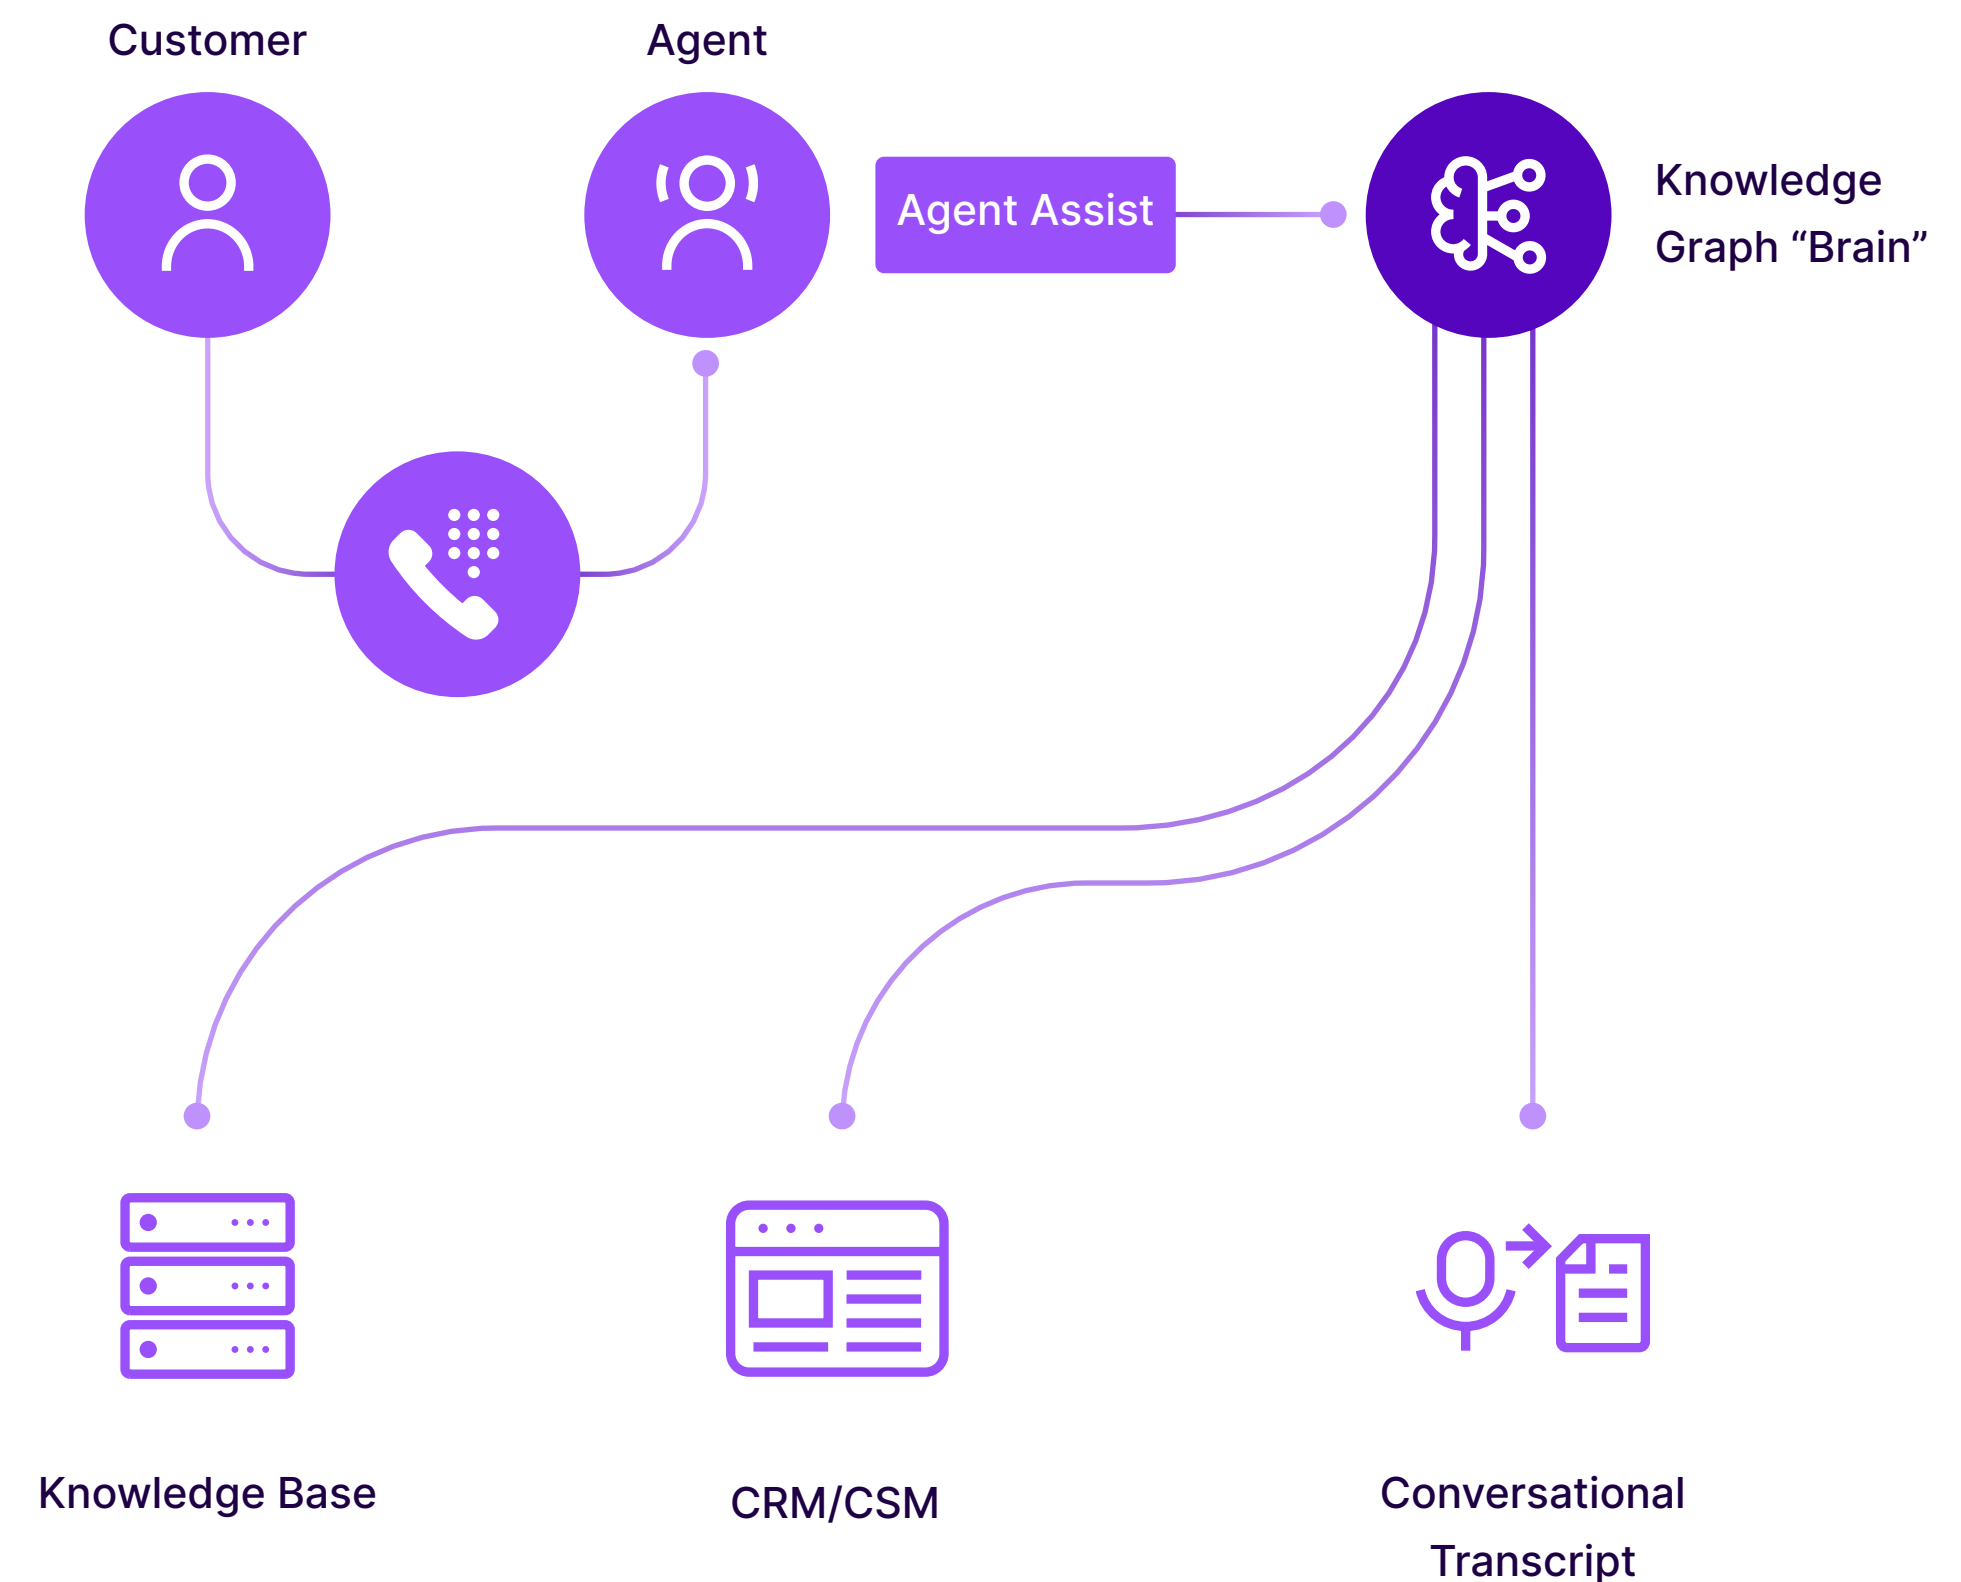 Customer
Agent
Agent Assist
Knowledge
Graph “Brain”
Knowledge Base
CRM/CSM
Conversational
Transcript